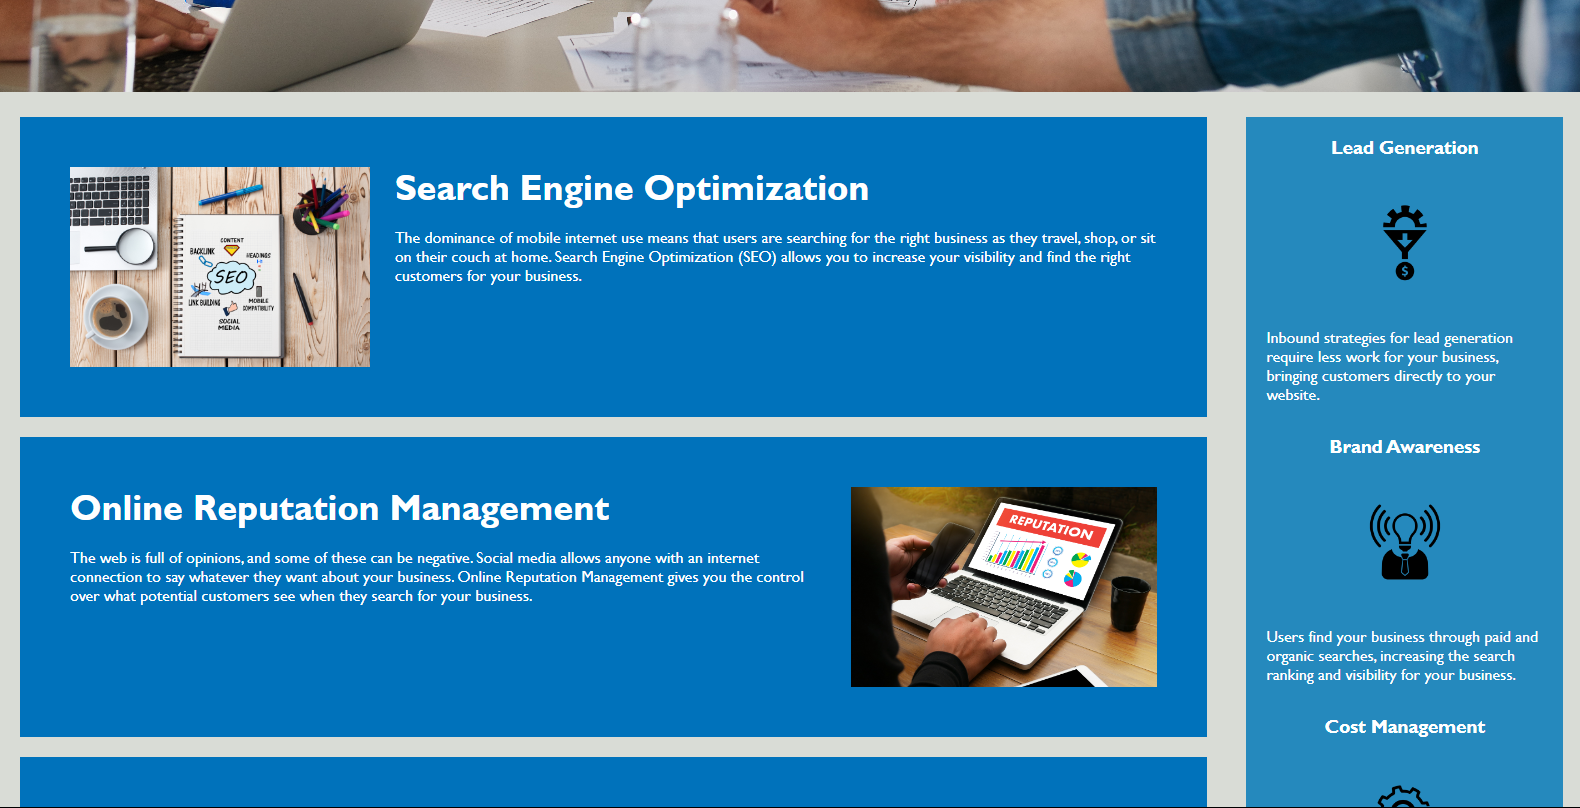 Search Engine Optimization
The dominance of mobile internet use means that users are searching for the right business as they travel, shop, or sit
on their couch at home. Search Engine Optimization (SEO) allows you to increase your visibility and find the right
customers for your business.
CONTENT
BACKLINK
HEADINGS
SEO
LINK BUILDING
MOBILE
COMPATIBILITY
SOCIAL
MEDIA
Online Reputation Management
The web is full of opinions, and some of these can be negative. Social media allows anyone with an internet
connection to say whatever they want about your business. Online Reputation Management gives you the control
over what potential customers see when they search for your business.
REPUTATION
Lead Generation
$
Inbound strategies for lead generation
require less work for your business,
bringing customers directly to your
website.
Brand Awareness
Users find your business through paid and
organic searches, increasing the search
ranking and visibility for your business.
Cost Management